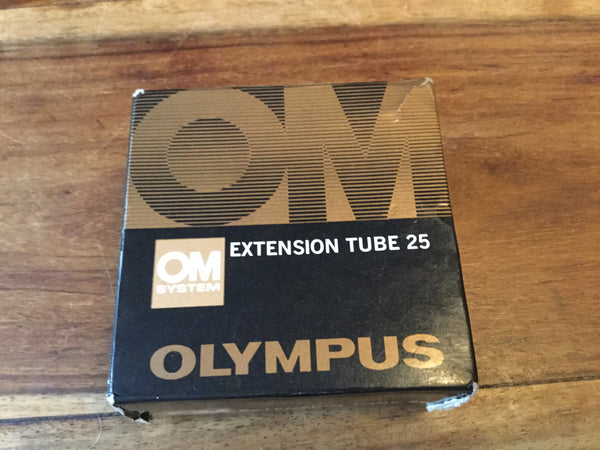 OM
EXTENSION TUBE 25
OM
SYSTEM
OLYMPUS